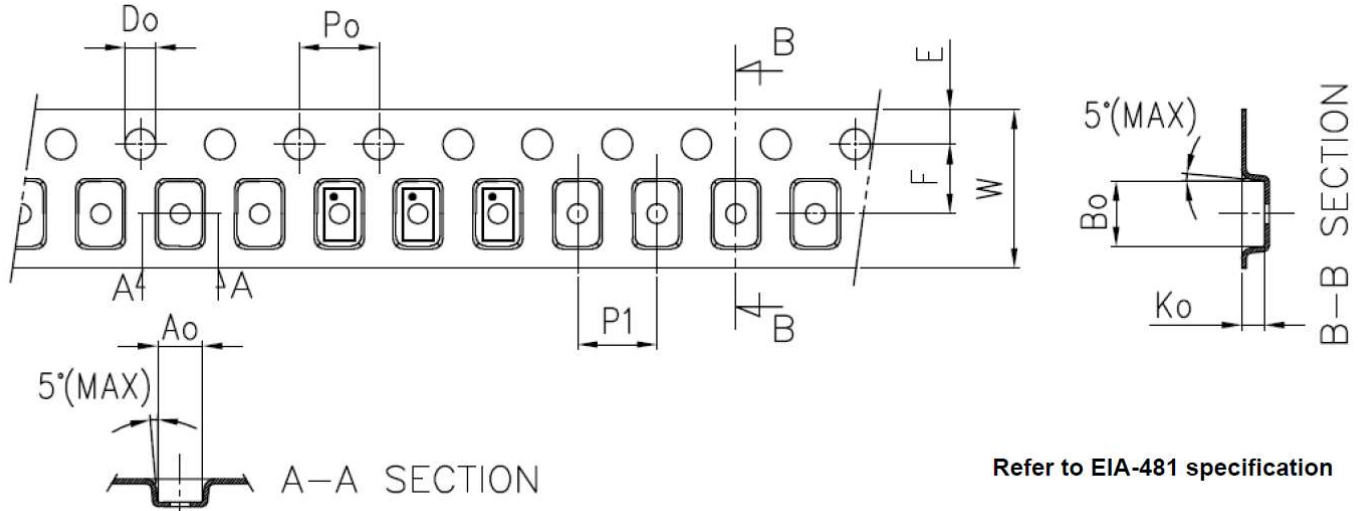 Do
Po
B
E
5°(MAX)
F
W
Bo
B-B SECTION
A
A
P1
B
Ko
Ao
5°(MAX)
A-A SECTION
Refer to EIA-481 specification